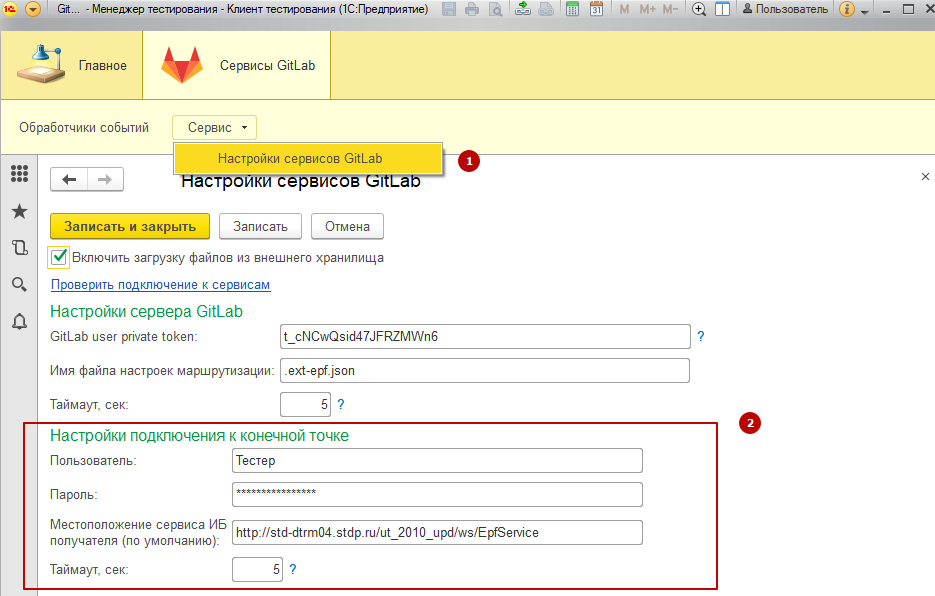 Git... - Менеджер тестирования - Клиент тестирования (1С:Предприятие) 31 M M+ M- Пользователь
Главное
Сервисы GitLab
Обработчики событий
Сервис
Настройки сервисов GitLab
1
Настройки сервисов GitLab
Записать и закрыть Записать Отмена
Включить загрузку файлов из внешнего хранилища
Проверить подключение к сервисам
Настройки сервера GitLab
GitLab user private token: t_cNCwQsid47JFRZMWn6 ?
Имя файла настроек маршрутизации: .ext-epf.json
Таймаут, сек: 5 ?
2
Настройки подключения к конечной точке
Пользователь: Тестер
Пароль: ****************
Местоположение сервиса ИБ
получателя (по умолчанию): http://std-dtrm04.stdp.ru/ut_2010_upd/ws/EpfService
Таймаут, сек: 5 ?